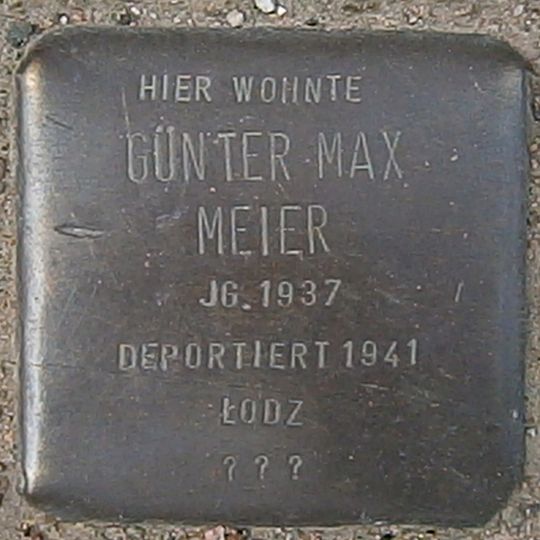 HIER WOHNTE
GÜNTER MAX
MEIER
JG. 1937
DEPORTIERT 1941
ŁODZ
? ? ?